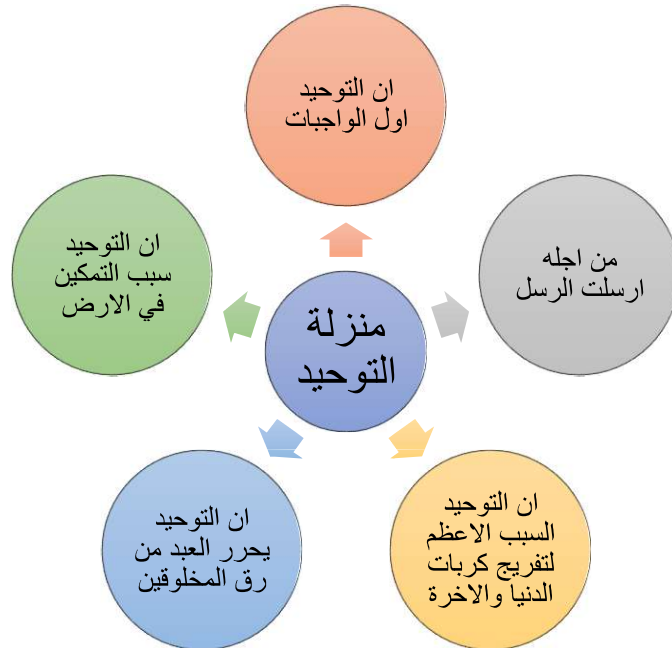 ان التوحيد
اول الواجبات
من اجله
ارسلت الرسل
ان التوحيد
سبب التمكين
في الارض
منزلة
التوحيد
ان التوحيد
السبب الاعظم
لتفريج كربات
الدنيا والاخرة
ان التوحيد
يحرر العبد من
رق المخلوقين